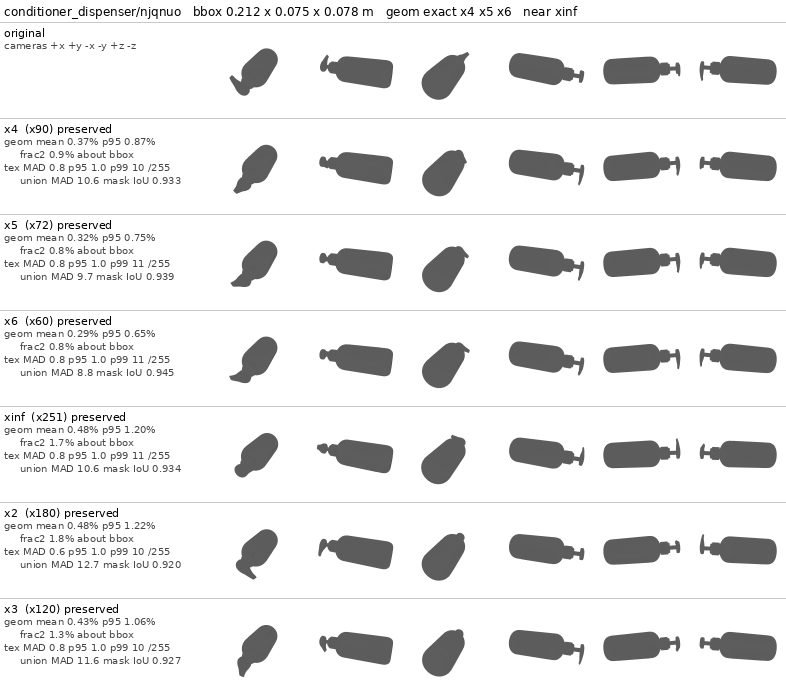 conditioner_dispenser/njqnuo bbox 0.212 x 0.075 x 0.078 m geom exact x4 x5 x6 near xinf
original
cameras +x +y -x -y +z -z
x4 (x90) preserved
geom mean 0.37% p95 0.87%
frac2 0.9% about bbox
tex MAD 0.8 p95 1.0 p99 10 /255
union MAD 10.6 mask IoU 0.933
x5 (x72) preserved
geom mean 0.32% p95 0.75%
frac2 0.8% about bbox
tex MAD 0.8 p95 1.0 p99 11 /255
union MAD 9.7 mask IoU 0.939
x6 (x60) preserved
geom mean 0.29% p95 0.65%
frac2 0.8% about bbox
tex MAD 0.8 p95 1.0 p99 11 /255
union MAD 8.8 mask IoU 0.945
xinf (x251) preserved
geom mean 0.48% p95 1.20%
frac2 1.7% about bbox
tex MAD 0.8 p95 1.0 p99 11 /255
union MAD 10.6 mask IoU 0.934
x2 (x180) preserved
geom mean 0.48% p95 1.22%
frac2 1.8% about bbox
tex MAD 0.6 p95 1.0 p99 10 /255
union MAD 12.7 mask IoU 0.920
x3 (x120) preserved
geom mean 0.43% p95 1.06%
frac2 1.3% about bbox
tex MAD 0.8 p95 1.0 p99 10 /255
union MAD 11.6 mask IoU 0.927